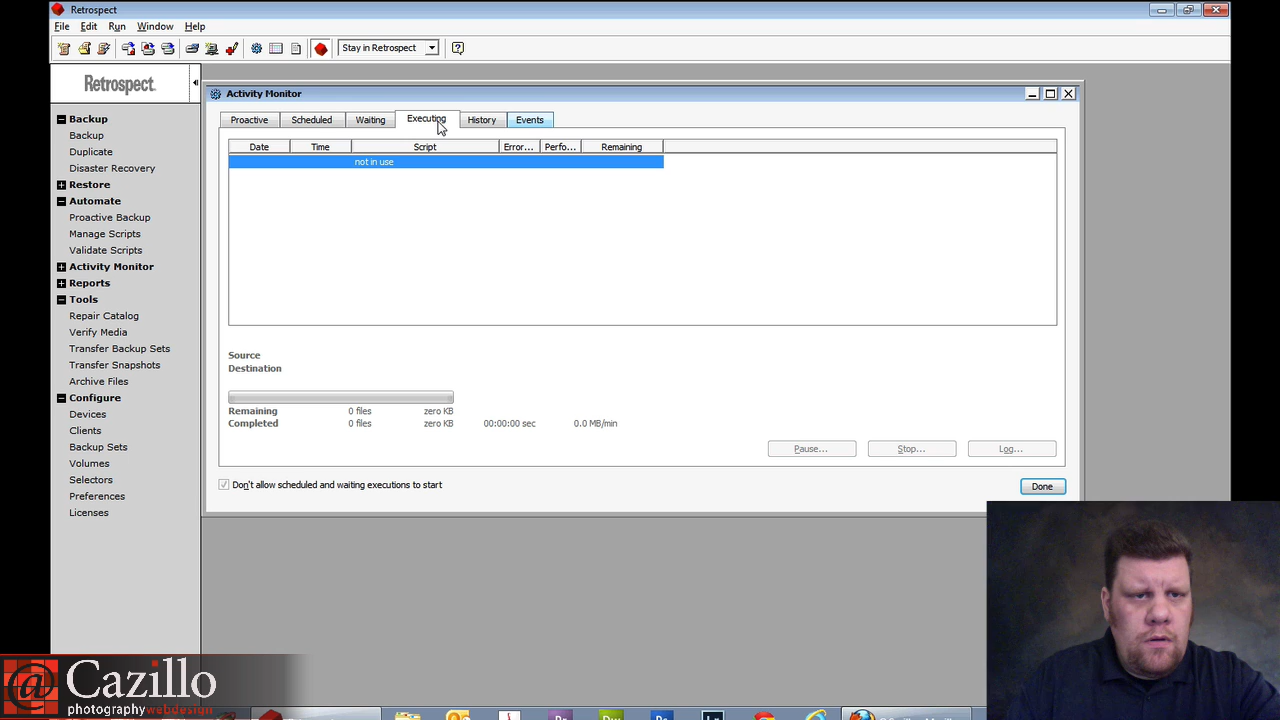 Retrospect
File Edit Run Window Help
Stay in Retrospect
Retrospect.
Backup
Backup
Duplicate
Disaster Recovery
Restore
Automate
Proactive Backup
Manage Scripts
Validate Scripts
Activity Monitor
Reports
Tools
Repair Catalog
Verify Media
Transfer Backup Sets
Transfer Snapshots
Archive Files
Configure
Devices
Clients
Backup Sets
Volumes
Selectors
Preferences
Licenses
Activity Monitor
Proactive Scheduled Waiting Executing History Events
Date Time Script Error... Perfo... Remaining
not in use
Source
Destination
Remaining 0 files zero KB
Completed 0 files zero KB 00:00:00 sec 0.0 MB/min
Pause... Stop... Log...
Don't allow scheduled and waiting executions to start
Done
@ Cazillo
photographywebdesign